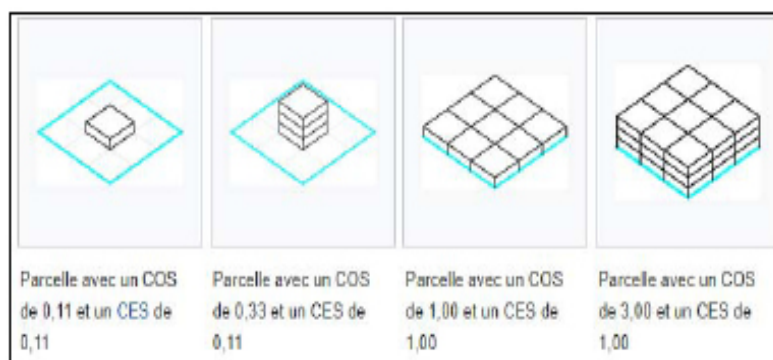 Parcelle avec un COS
de 0,11 et un CES de
0,11
Parcelle avec un COS
de 0,33 et un CES de
0,11
Parcelle avec un COS
de 1,00 et un CES de
1,00
Parcelle avec un COS
de 3,00 et un CES de
1,00